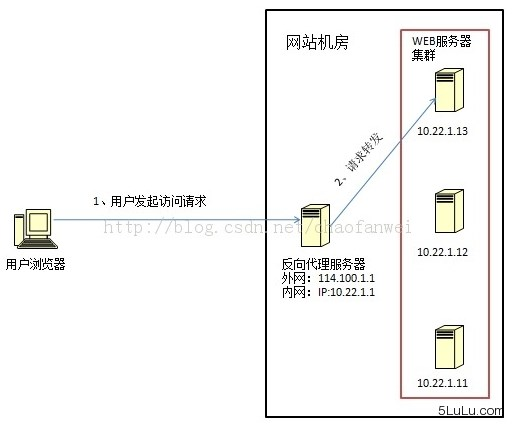 网站机房
WEB服务器
集群
10.22.1.13
2、请求转发
1、用户发起访问请求
http://blog.csdn.net/chaofanwei
10.22.1.12
用户浏览器
反向代理服务器
外网：114.100.1.1
内网：IP:10.22.1.1
10.22.1.11
5LuLu.com